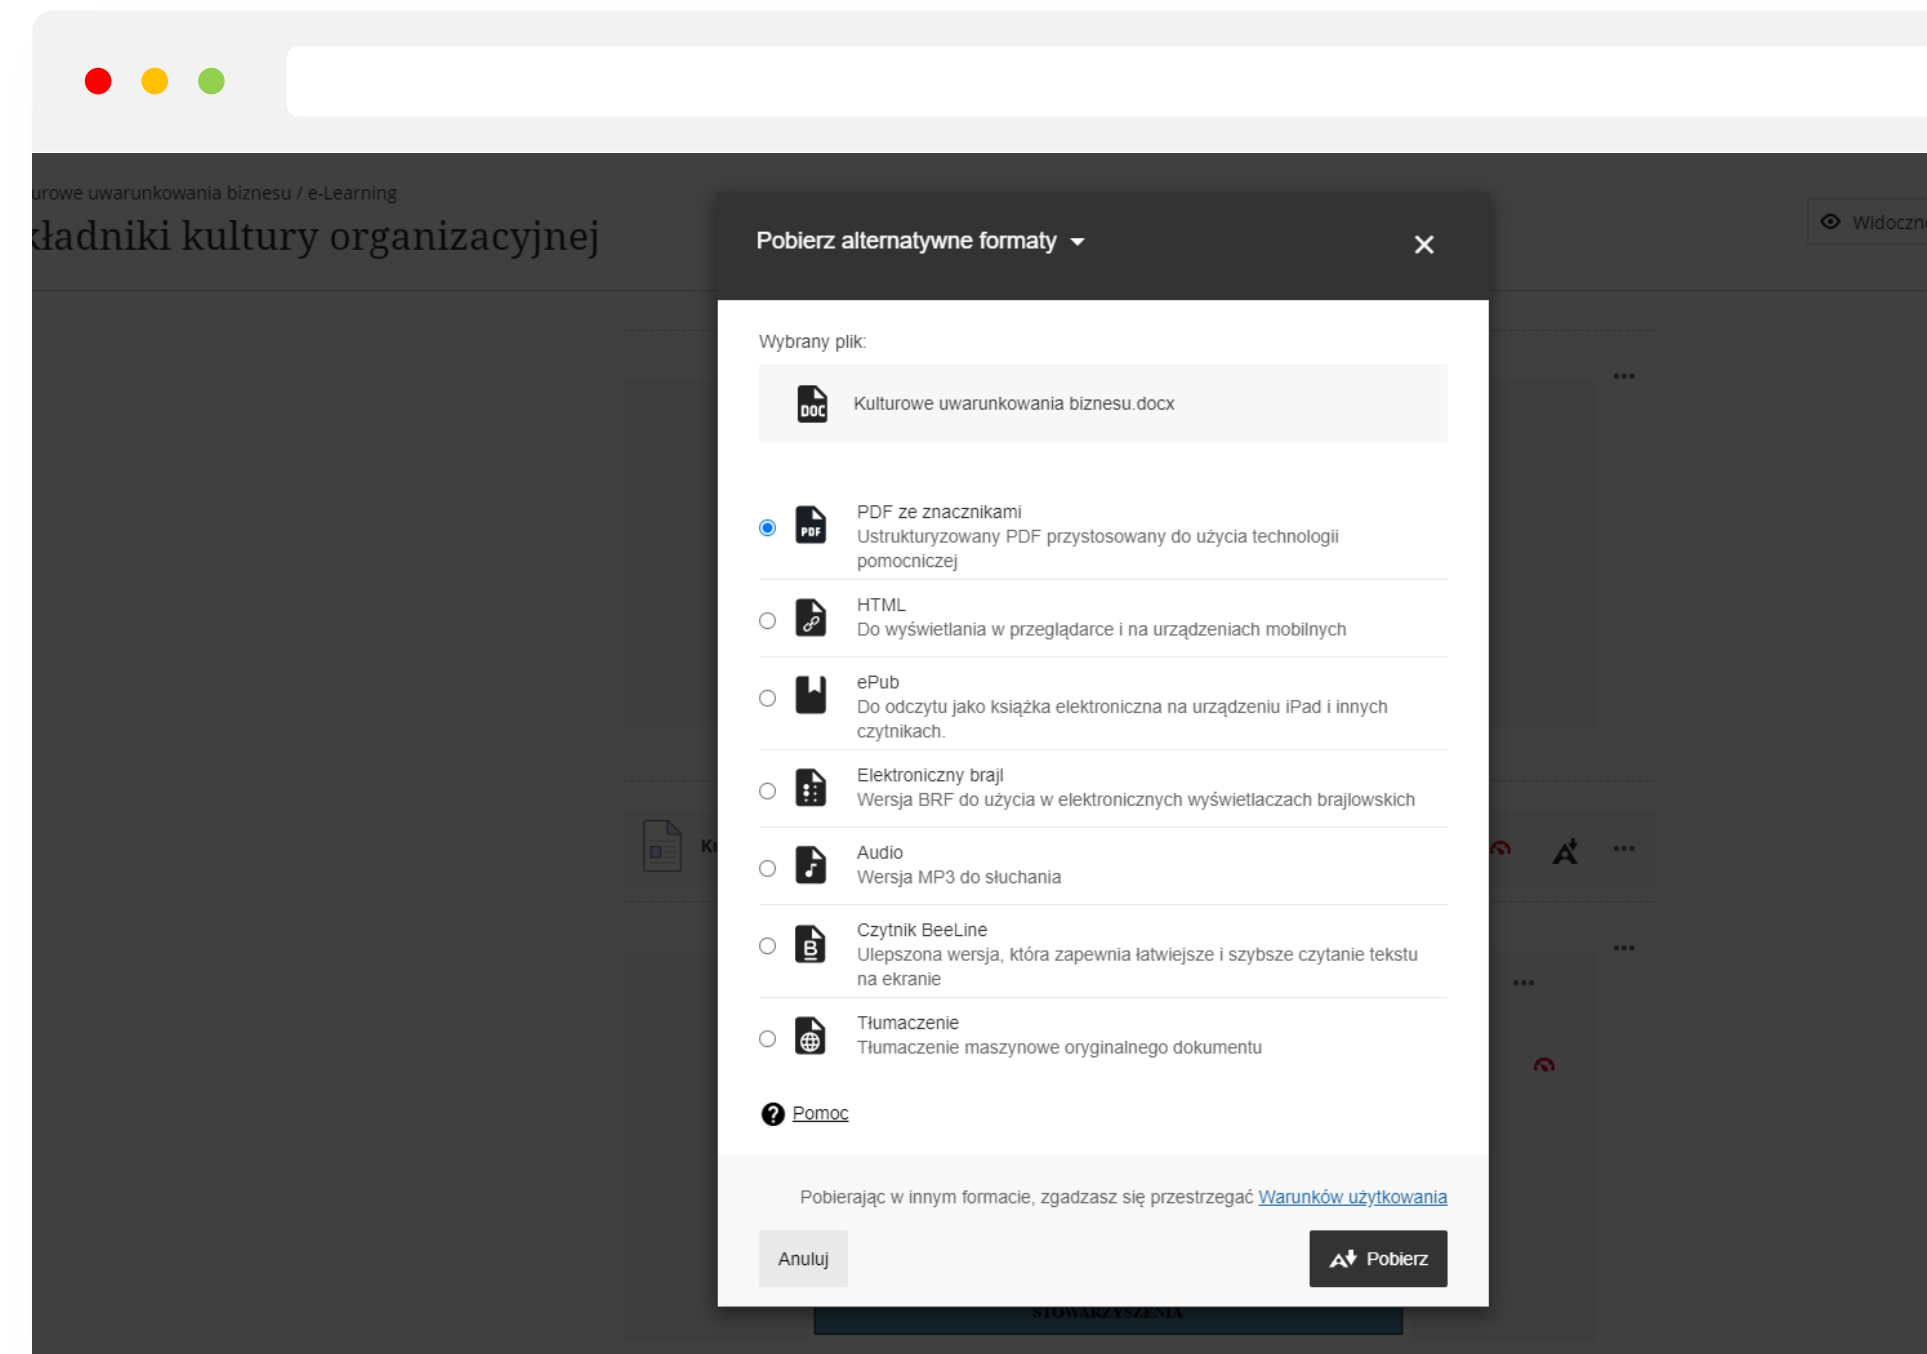 urowe uwarunkowania biznesu / e-Learning
kładniki kultury organizacyjnej
Widoczne
Pobierz alternatywne formaty
Wybrany plik:
DOC
Kulturowe uwarunkowania biznesu.docx
PDF
PDF ze znacznikami
Ustrukturyzowany PDF przystosowany do użycia technologii
pomocniczej
HTML
Do wyświetlania w przeglądarce i na urządzeniach mobilnych
ePub
Do odczytu jako książka elektroniczna na urządzeniu iPad i innych
czytnikach.
Elektroniczny brajl
Wersja BRF do użycia w elektronicznych wyświetlaczach brajlowskich
Ku
Audio
Wersja MP3 do słuchania
B
Czytnik BeeLine
Ulepszona wersja, która zapewnia łatwiejsze i szybsze czytanie tekstu
na ekranie
Tłumaczenie
Tłumaczenie maszynowe oryginalnego dokumentu
Pomoc
Pobierając w innym formacie, zgadzasz się przestrzegać Warunków użytkowania
Anuluj
Pobierz
STOWARZYSZENIA